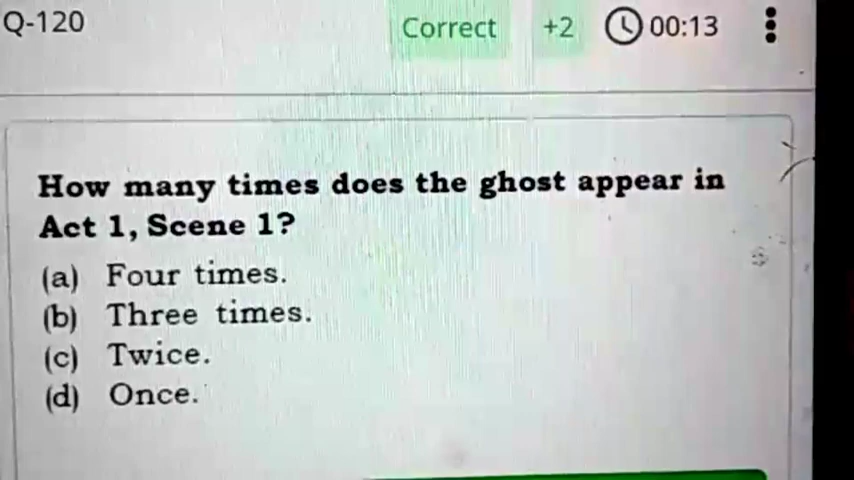 Q-120
Correct +2 00:13
How many times does the ghost appear in
Act 1, Scene 1?
(a) Four times.
(b) Three times.
(c) Twice.
(d) Once.